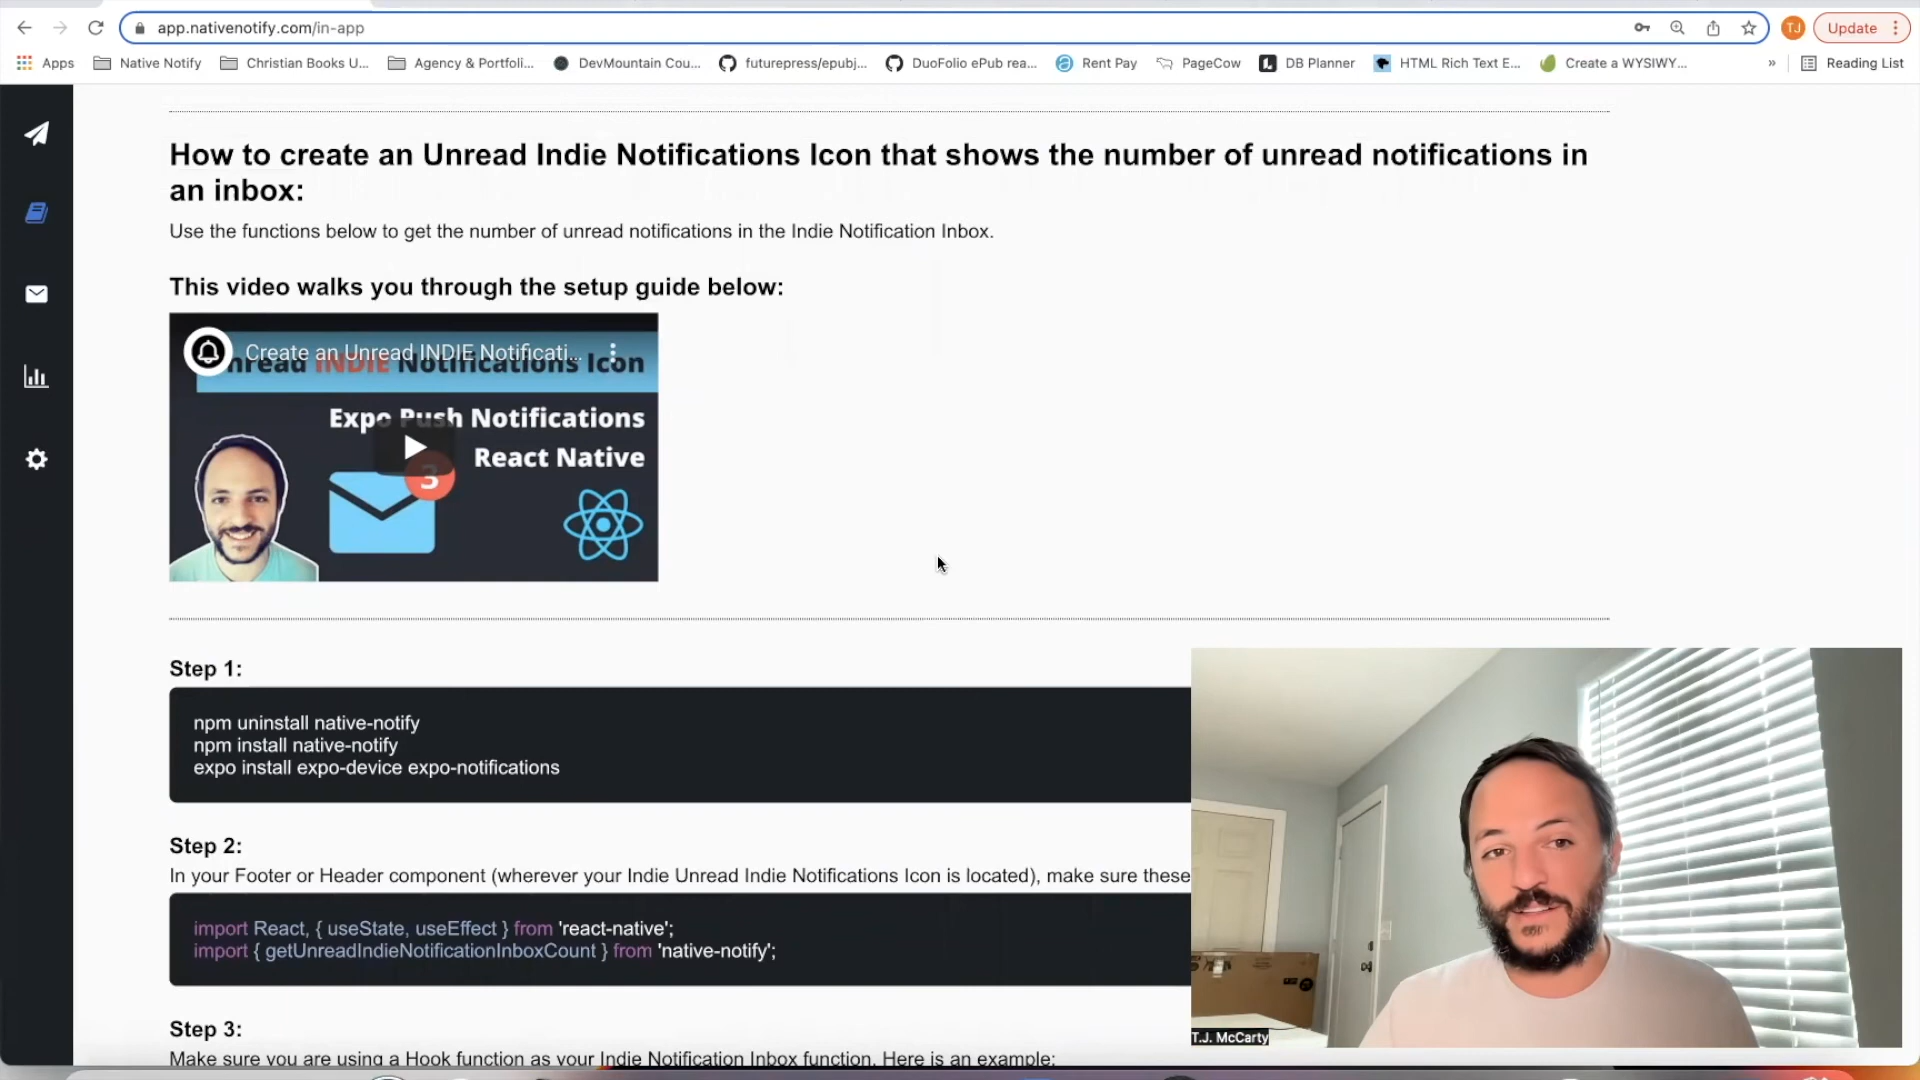 app.nativenotify.com/in-app
TJ
Update
Apps
Native Notify
Christian Books U...
Agency & Portfoli...
DevMountain Cou...
futurepress/epubj...
DuoFolio ePub rea...
Rent Pay
PageCow
DB Planner
HTML Rich Text E...
Create a WYSIWY...
»
Reading List
How to create an Unread Indie Notifications Icon that shows the number of unread notifications in
an inbox:
Use the functions below to get the number of unread notifications in the Indie Notification Inbox.
This video walks you through the setup guide below:
Create an Unread INDIE Notificati...
nread INDIE Notifications Icon
Expo Push Notifications
React Native
3
Step 1:
npm uninstall native-notify
npm install native-notify
expo install expo-device expo-notifications
Step 2:
In your Footer or Header component (wherever your Indie Unread Indie Notifications Icon is located), make sure these
import React, { useState, useEffect } from 'react-native';
import { getUnreadIndieNotificationInboxCount } from 'native-notify';
Step 3:
Make sure you are using a Hook function as your Indie Notification Inbox function. Here is an example:
T.J. McCarty